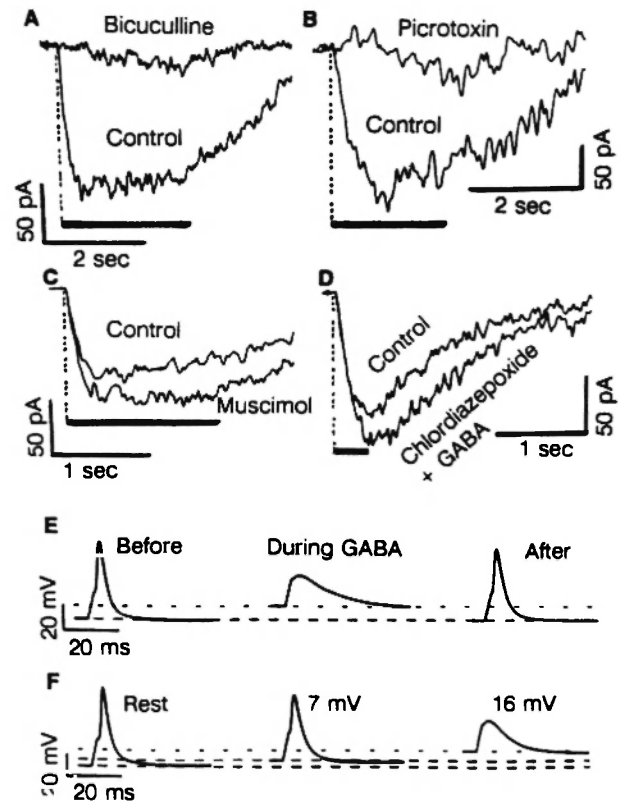 A
Bicuculline
Control
50 pA
2 sec
B
Picrotoxin
Control
2 sec
50 pA
C
Control
Muscimol
50 pA
1 sec
D
Control
Chlordiazepoxide
+ GABA
1 sec
50 pA
E
Before
During GABA
After
20 mV
20 ms
F
Rest
7 mV
16 mV
mV
20 ms